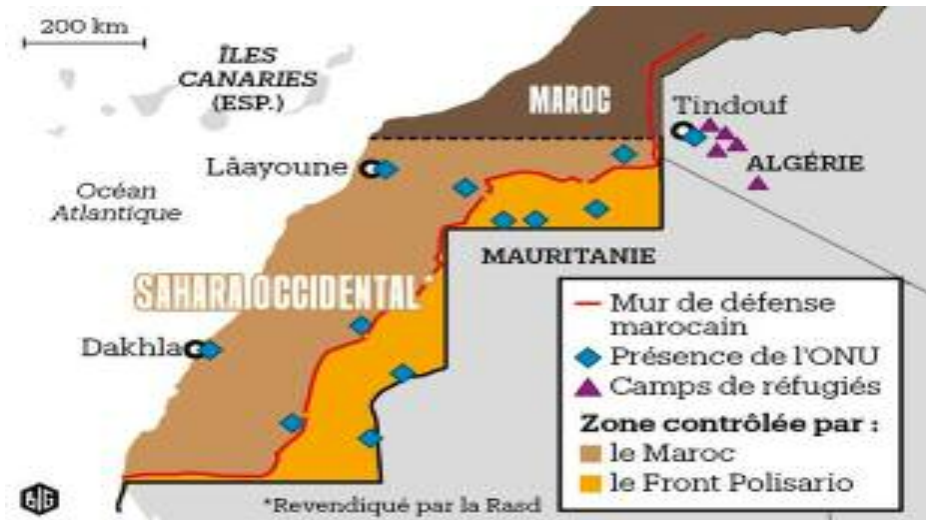 200 km
ÎLES
CANARIES
(ESP.)
MAROC
Tindouf
Lâayoune
ALGÉRIE
Océan
Atlantique
MAURITANIE
SAHARA OCCIDENTAL*
Dakhla
Mur de défense
marocain
Présence de l'ONU
Camps de réfugiés
Zone contrôlée par :
le Maroc
le Front Polisario
*Revendiqué par la Rasd